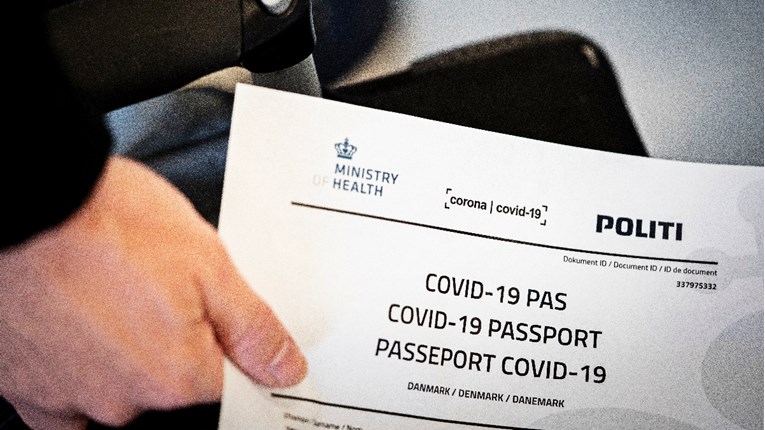 MINISTRY
OF HEALTH
corona | covid-19
POLITI
Dokument ID / Document ID / ID de document
337975332
COVID-19 PAS
COVID-19 PASSPORT
PASSEPORT COVID-19
DANMARK / DENMARK / DANEMARK